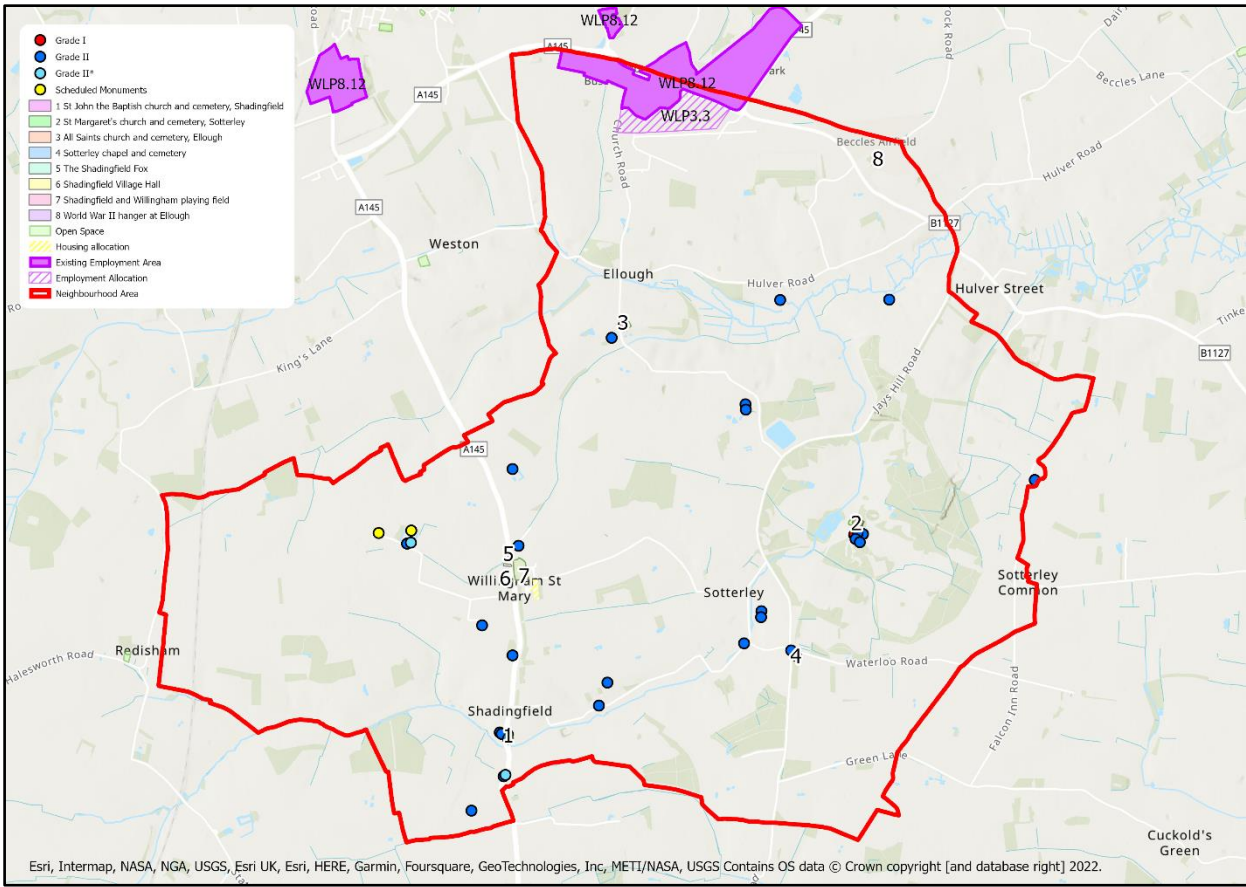 Grade I
Grade II
Grade II*
Scheduled Monuments
1 St John the Baptish church and cemetery, Shadingfield
2 St Margaret's church and cemetery, Sotterley
3 All Saints church and cemetery, Ellough
4 Sotterley chapel and cemetery
5 The Shadingfield Fox
6 Shadingfield Village Hall
7 Shadingfield and Willingham playing field
8 World War II hanger at Ellough
Open Space
Housing allocation
Existing Employment Area
Employment Allocation
Neighbourhood Area
WLP8.12
A145
WLP8.12
A145
WLP8.12
WLP3.3
A145
Church Road
Beccles Airfield
8
Beccles Lane
Hulver Road
A145
B1127
Weston
Ellough
Hulver Road
Hulver Street
3
King's Lane
B1127
Jays Hill Road
A145
2
5
6
7
Willingham St
Mary
Sotterley
Sotterley
Common
Redisham
Halesworth Road
4
Waterloo Road
Shadingfield
1
Falcon Inn Road
Green Lane
Cuckold's
Green
Esri, Intermap, NASA, NGA, USGS, Esri UK, Esri, HERE, Garmin, Foursquare, GeoTechnologies, Inc, METI/NASA, USGS Contains OS data © Crown copyright [and database right] 2022.